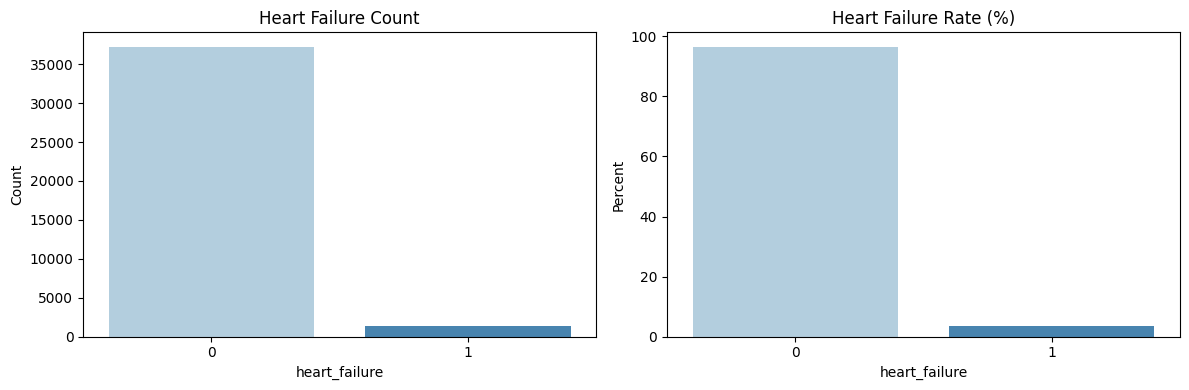 Heart Failure Count
35000
30000
25000
20000
15000
10000
5000
0
Count
0 1
heart_failure
Heart Failure Rate (%)
100
80
60
40
20
0
Percent
0 1
heart_failure